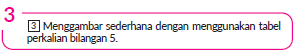 3
3 Menggambar sederhana dengan menggunakan tabel
perkalian bilangan 5.